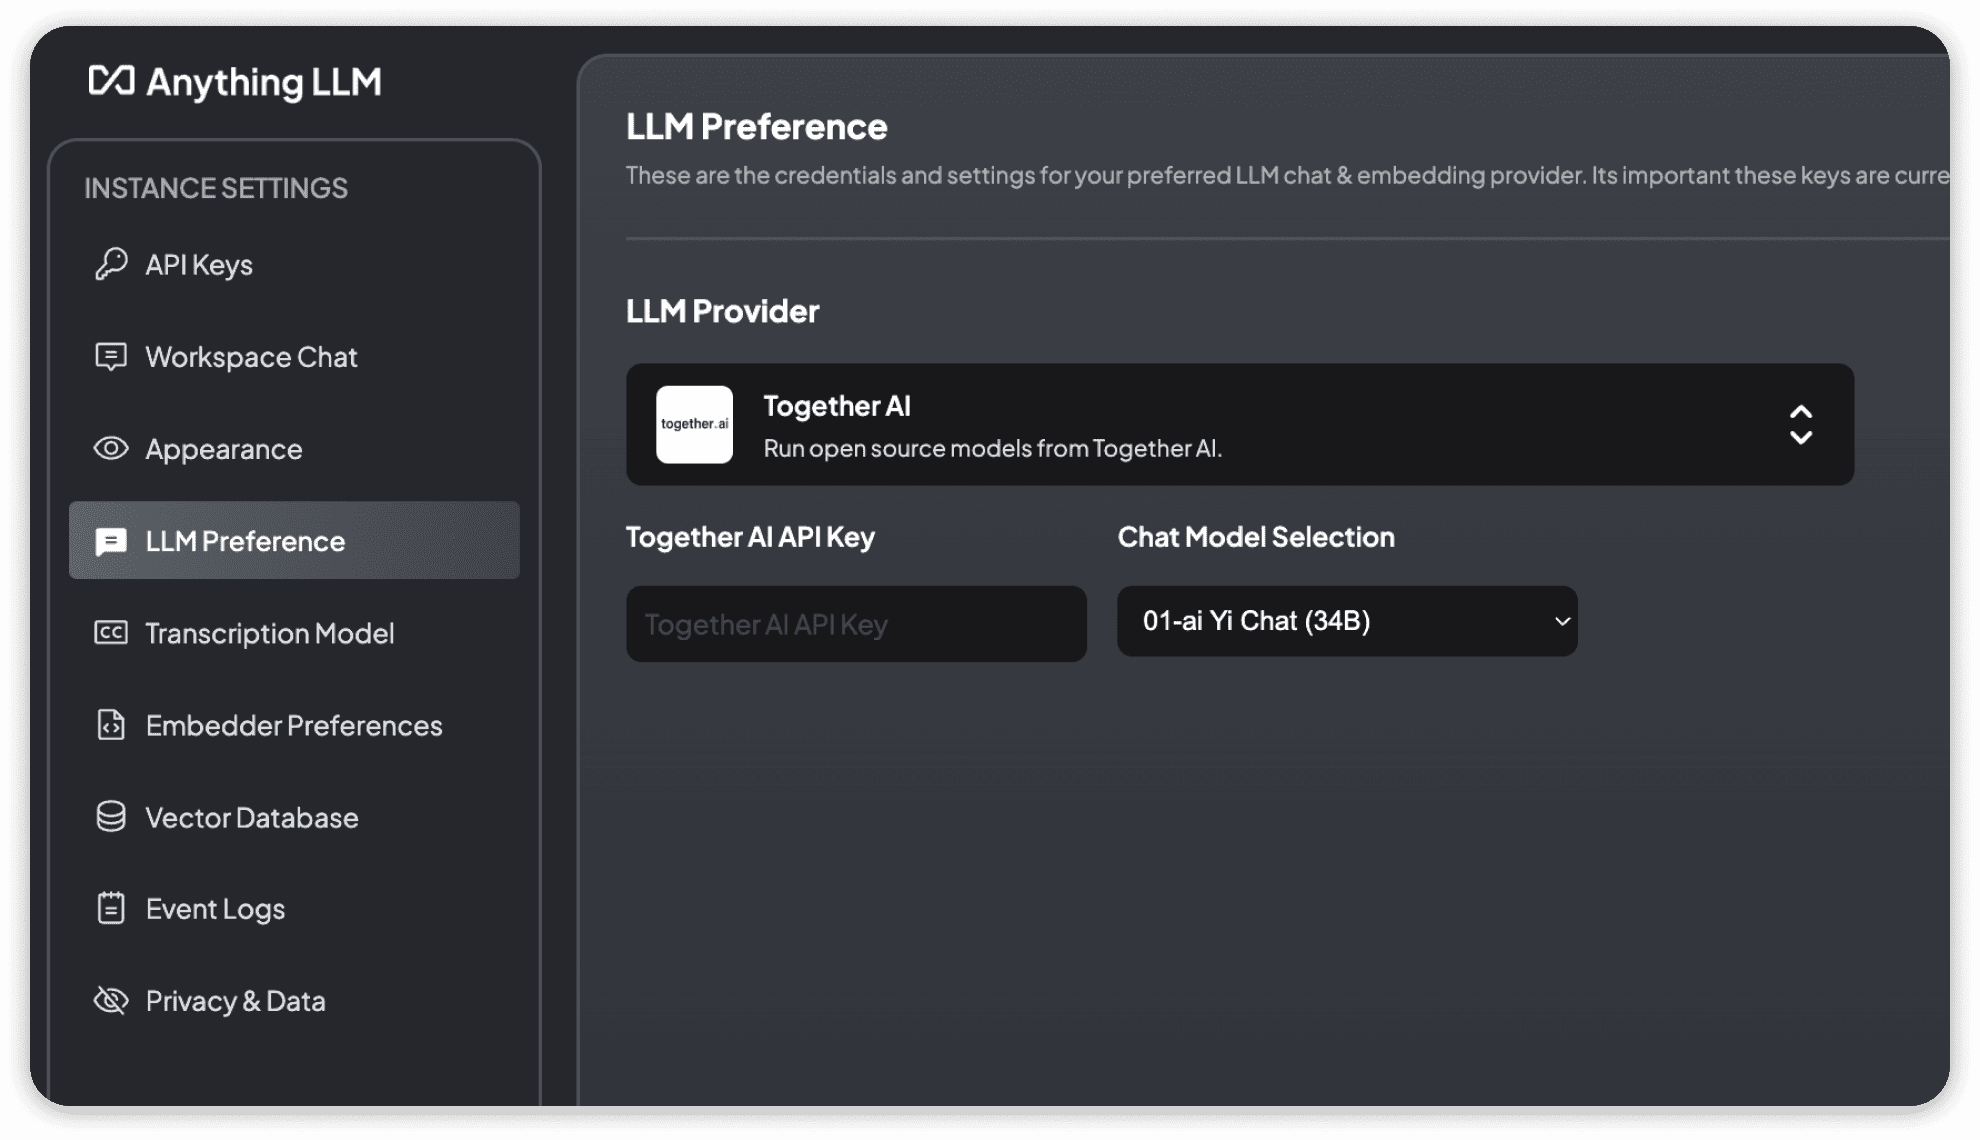 Anything LLM
INSTANCE SETTINGS
API Keys
Workspace Chat
Appearance
LLM Preference
Transcription Model
Embedder Preferences
Vector Database
Event Logs
Privacy & Data
LLM Preference
These are the credentials and settings for your preferred LLM chat & embedding provider. Its important these keys are curre
LLM Provider
together.ai
Together AI
Run open source models from Together AI.
Together AI API Key
Together AI API Key
Chat Model Selection
01-ai Yi Chat (34B)